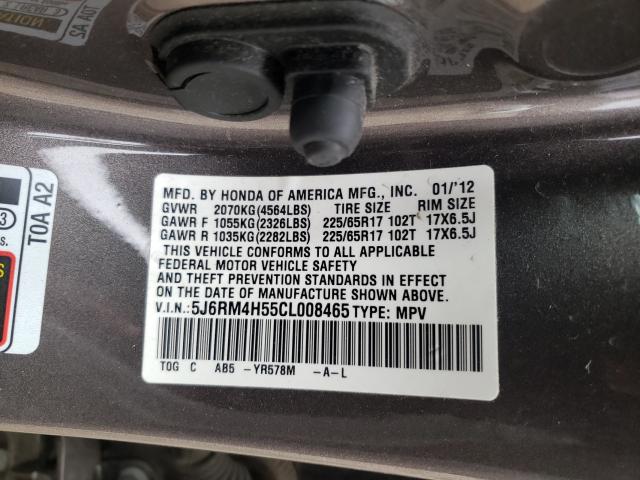 MFD. BY HONDA OF AMERICA MFG., INC. 01/'12
GVWR 2070KG(4564LBS) TIRE SIZE RIM SIZE
GAWR F 1055KG(2326LBS) 225/65R17 102T 17X6.5J
GAWR R 1035KG(2282LBS) 225/65R17 102T 17X6.5J
THIS VEHICLE CONFORMS TO ALL APPLICABLE
FEDERAL MOTOR VEHICLE SAFETY
AND THEFT PREVENTION STANDARDS IN EFFECT
ON THE DATE OF MANUFACTURE SHOWN ABOVE.
V.I.N.:5J6RM4H55CL008465 TYPE: MPV
TOG C AB5 -YR578M -A-L
T0A A2
3
s.